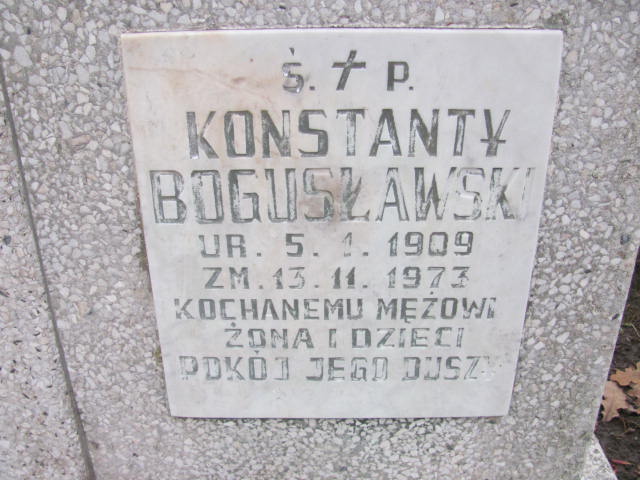 Ś. ✝ P.
KONSTANTY
BOGUSŁAWSKI
UR. 5. 1. 1909
ZM. 13. 11. 1973
KOCHANEMU MĘŻOWI
ŻONA I DZIECI
POKÓJ JEGO DUSZY